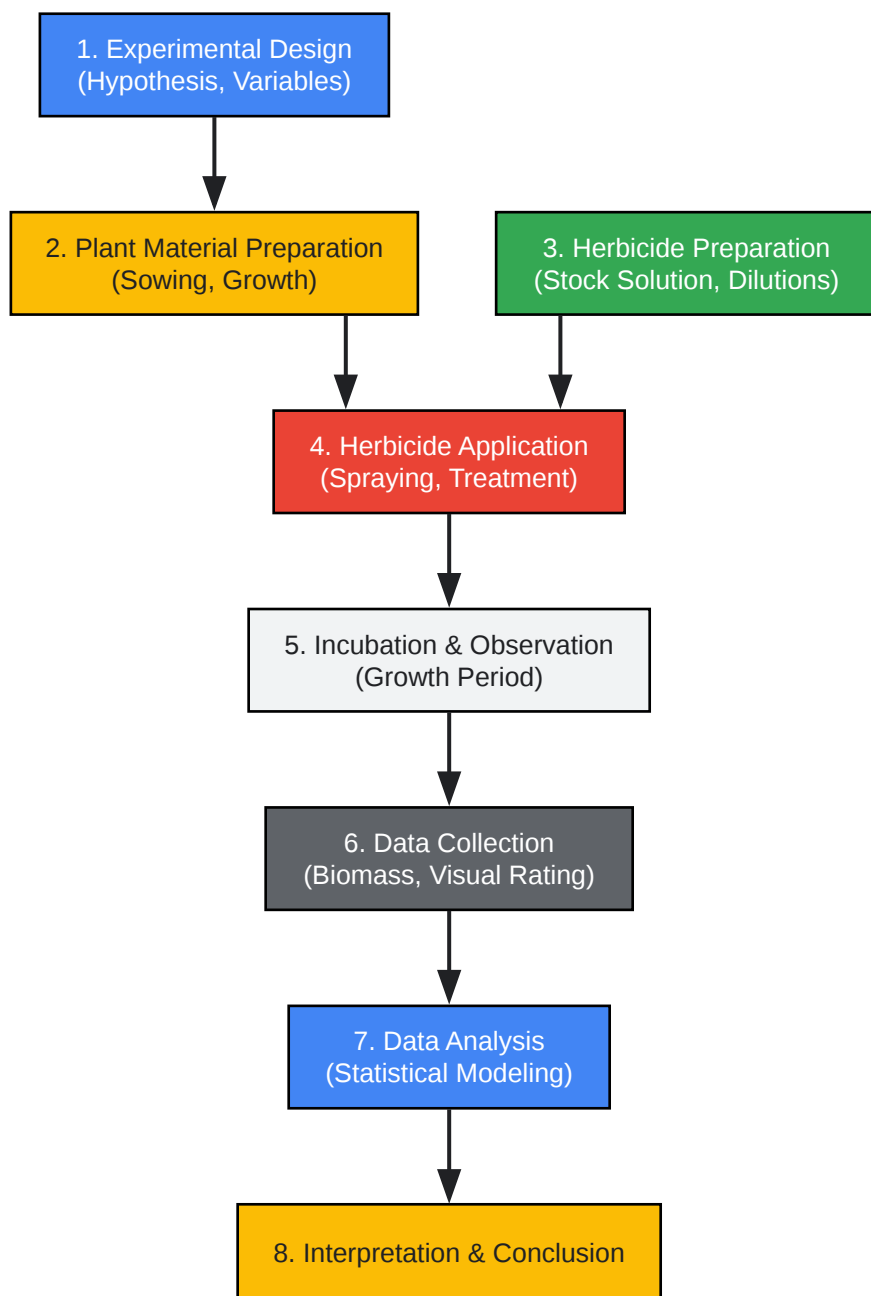 1. Experimental Design
(Hypothesis, Variables)
2. Plant Material Preparation
(Sowing, Growth)
3. Herbicide Preparation
(Stock Solution, Dilutions)
4. Herbicide Application
(Spraying, Treatment)
5. Incubation & Observation
(Growth Period)
6. Data Collection
(Biomass, Visual Rating)
7. Data Analysis
(Statistical Modeling)
8. Interpretation & Conclusion